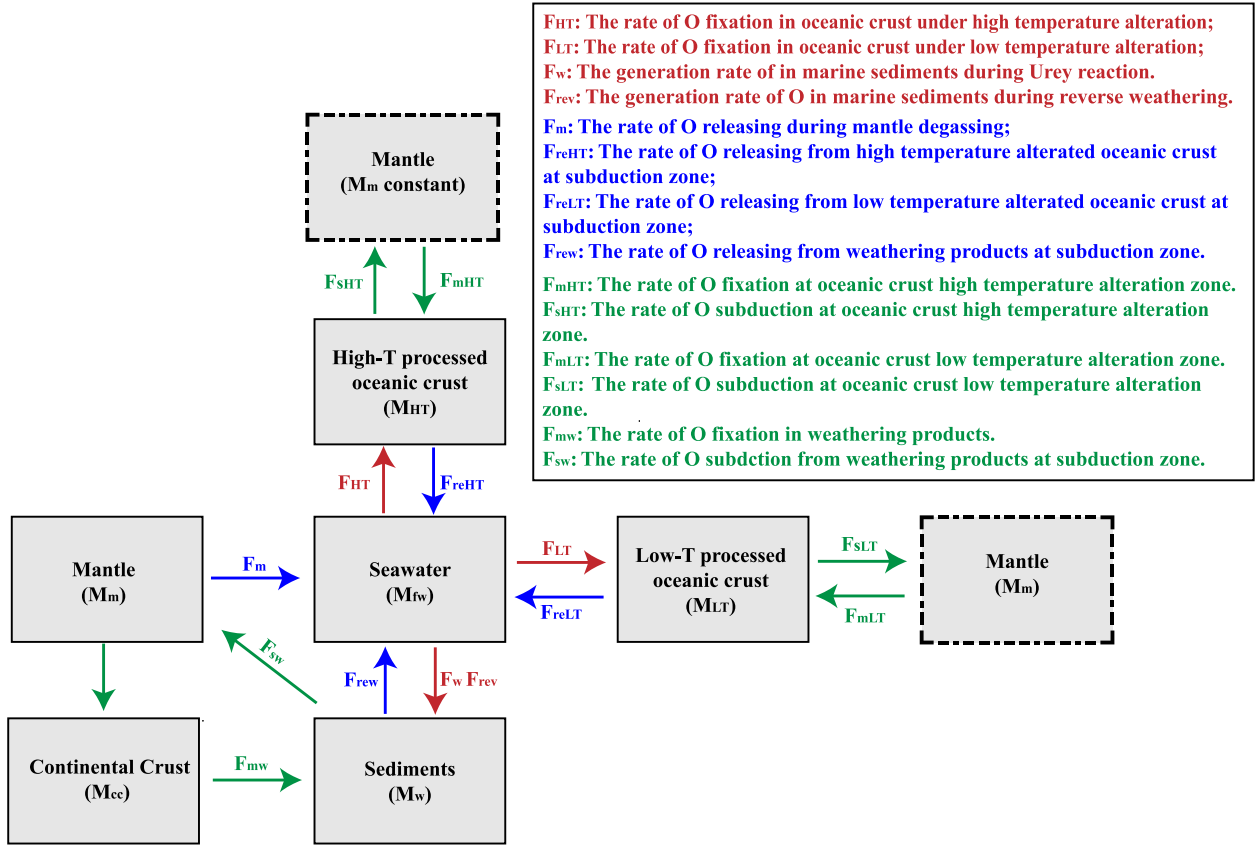 FHT: The rate of O fixation in oceanic crust under high temperature alteration;
FLT: The rate of O fixation in oceanic crust under low temperature alteration;
Fw: The generation rate of in marine sediments during Urey reaction.
Frev: The generation rate of O in marine sediments during reverse weathering.
Fm: The rate of O releasing during mantle degassing;
FreHT: The rate of O releasing from high temperature alterated oceanic crust
at subduction zone;
FreLT: The rate of O releasing from low temperature alterated oceanic crust at
subduction zone;
Frew: The rate of O releasing from weathering products at subduction zone.
FmHT: The rate of O fixation at oceanic crust high temperature alteration zone.
FsHT: The rate of O subduction at oceanic crust high temperature alteration
zone.
FmLT: The rate of O fixation at oceanic crust low temperature alteration zone.
FsLT: The rate of O subduction at oceanic crust low temperature alteration
zone.
Fmw: The rate of O fixation in weathering products.
Fsw: The rate of O subdction from weathering products at subduction zone.
Mantle
(Mm constant)
FsHT
FmHT
High-T processed
oceanic crust
(MHT)
FHT
FreHT
Mantle
(Mm)
Fm
Seawater
(Mfw)
FLT
FreLT
Low-T processed
oceanic crust
(MLT)
FsLT
FmLT
Mantle
(Mm)
Fsw
Frew
Fw Frev
Continental Crust
(Mcc)
Fmw
Sediments
(Mw)